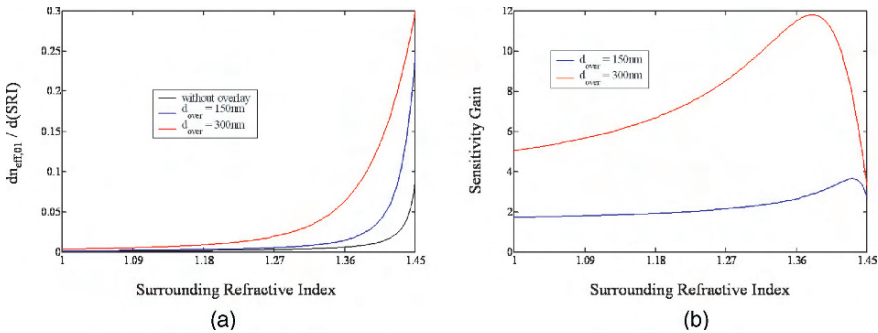 0.3
0.25
0.2
0.15
0.1
0.05
0
dn_eff,01 / d(SRI)
without overlay
d_over = 150nm
d_over = 300nm
1 1.09 1.18 1.27 1.36 1.45
Surrounding Refractive Index
(a)
12
10
8
6
4
2
0
Sensitivity Gain
d_over = 150nm
d_over = 300nm
1 1.09 1.18 1.27 1.36 1.45
Surrounding Refractive Index
(b)